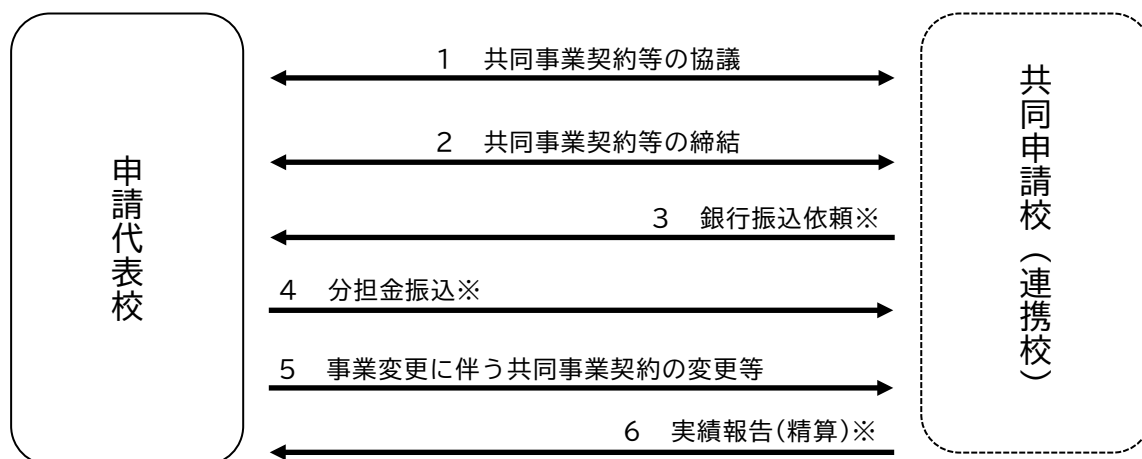 申請代表校
1 共同事業契約等の協議
2 共同事業契約等の締結
3 銀行振込依頼※
4 分担金振込※
5 事業変更に伴う共同事業契約の変更等
6 実績報告(精算)※
共同申請校(連携校)